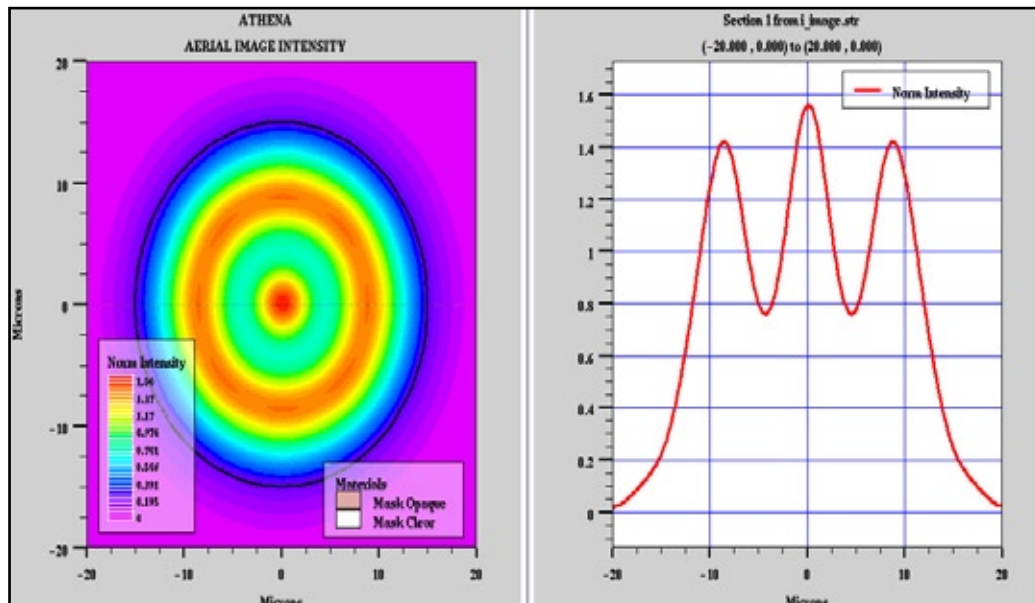 ATHENA
AERIAL IMAGE INTENSITY
20
10
0
-10
-20
-20
-10
0
10
20
Microns
Microns
Norm Intensity
1.56
1.37
1.17
0.976
0.781
0.586
0.391
0.195
0
Materials
Mask Opaque
Mask Clear
Section 1 from i_image.str
(-20.000 , 0.000) to (20.000 , 0.000)
Norm Intensity
1.6
1.4
1.2
1
0.8
0.6
0.4
0.2
0
-20
-10
0
10
20
Microns